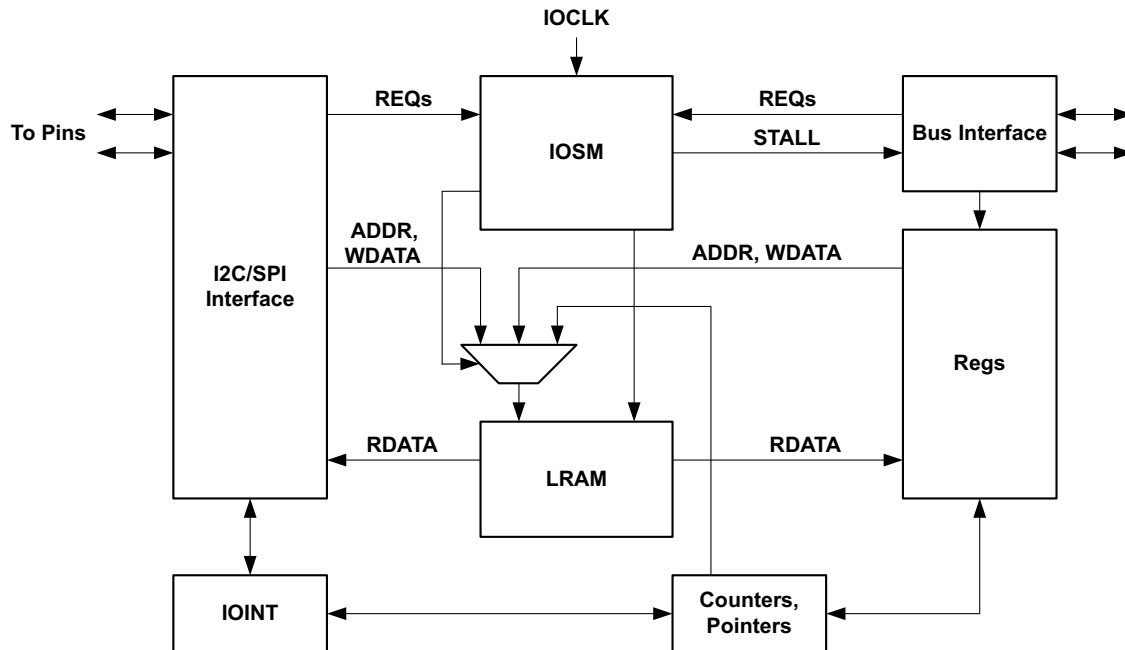 IOCLK
REQs
REQs
To Pins
Bus Interface
IOSM
STALL
ADDR,
WDATA
ADDR, WDATA
I2C/SPI
Interface
Regs
RDATA
RDATA
LRAM
IOINT
Counters,
Pointers